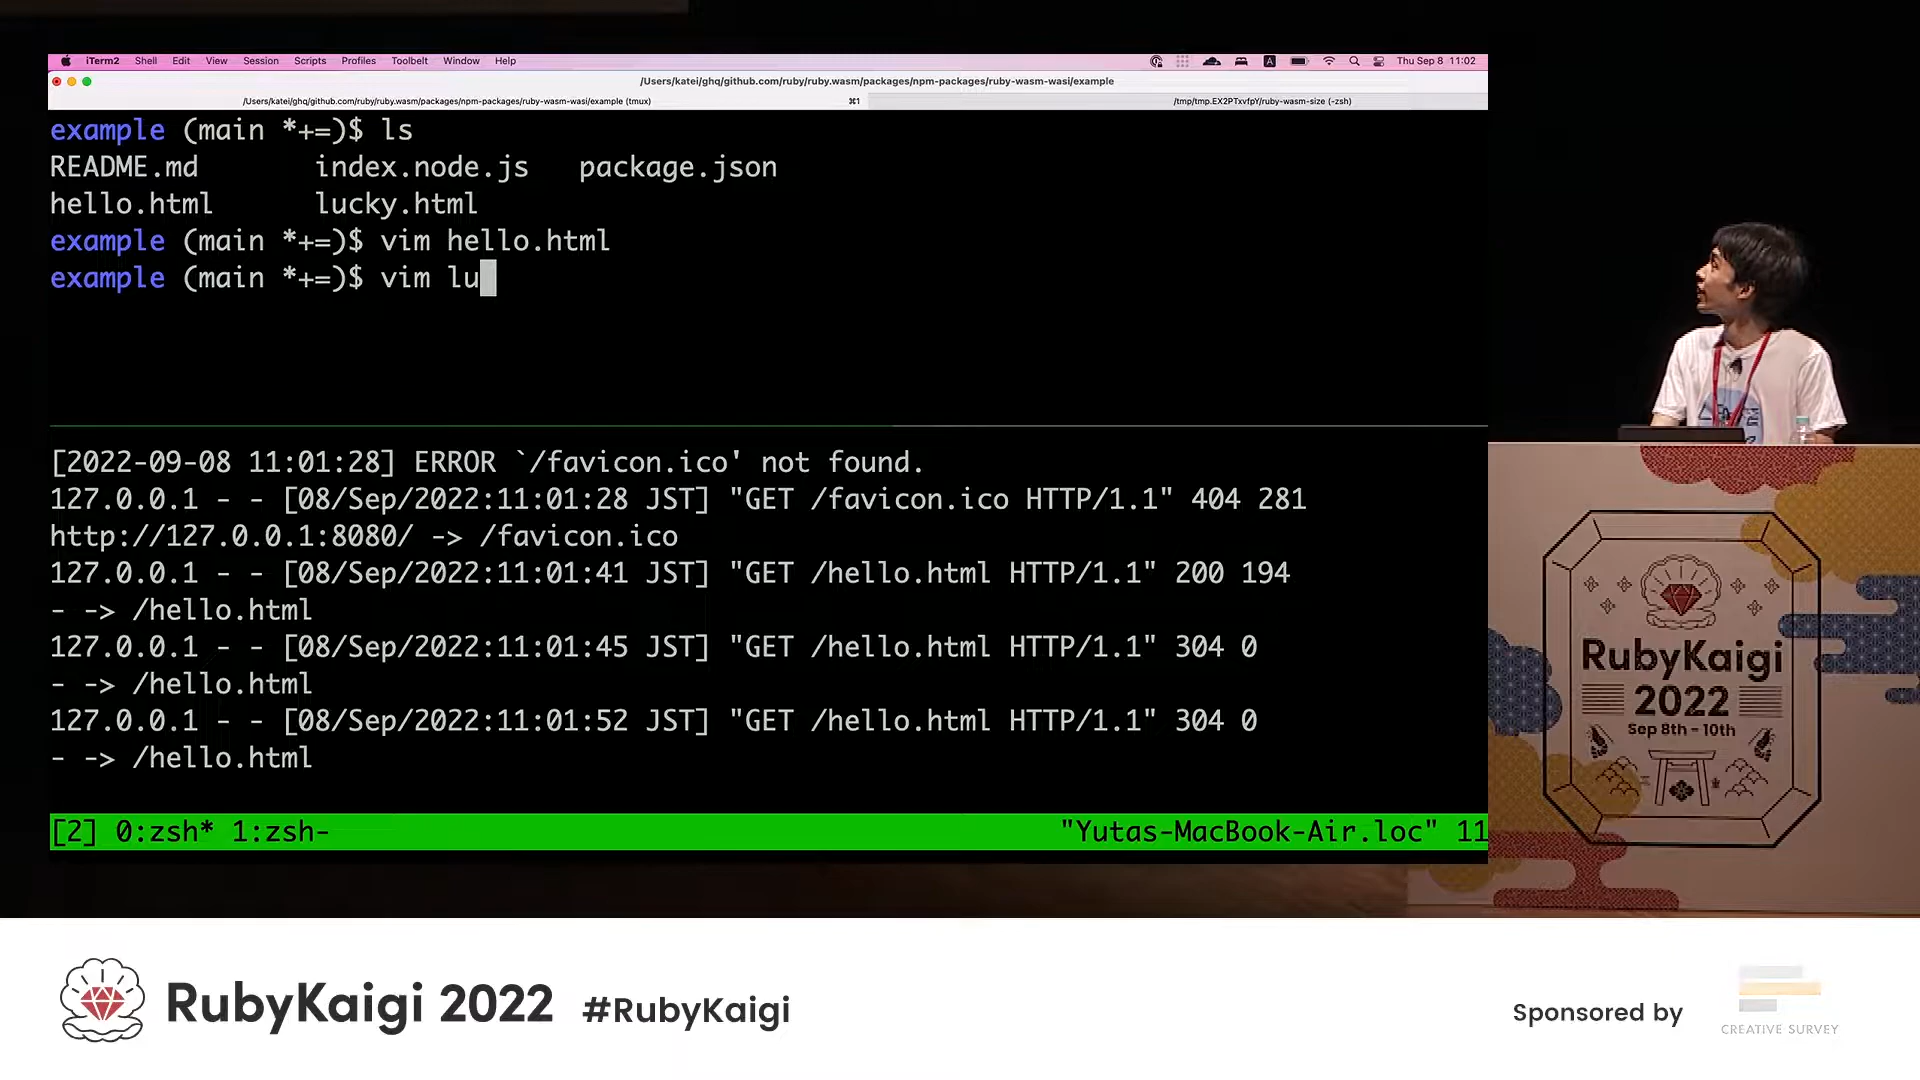 iTerm2 Shell Edit View Session Scripts Profiles Toolbelt Window Help A Thu Sep 8 11:02
/Users/katei/ghq/github.com/ruby/ruby.wasm/packages/npm-packages/ruby-wasm-wasi/example
/Users/katei/ghq/github.com/ruby/ruby.wasm/packages/npm-packages/ruby-wasm-wasi/example (tmux) ⌘1 /tmp/tmp.EX2PTxvfpY/ruby-wasm-size (-zsh)
example (main *+=)$ ls
README.md index.node.js package.json
hello.html lucky.html
example (main *+=)$ vim hello.html
example (main *+=)$ vim lu
[2022-09-08 11:01:28] ERROR `/favicon.ico' not found.
127.0.0.1 - - [08/Sep/2022:11:01:28 JST] "GET /favicon.ico HTTP/1.1" 404 281
http://127.0.0.1:8080/ -> /favicon.ico
127.0.0.1 - - [08/Sep/2022:11:01:41 JST] "GET /hello.html HTTP/1.1" 200 194
- -> /hello.html
127.0.0.1 - - [08/Sep/2022:11:01:45 JST] "GET /hello.html HTTP/1.1" 304 0
- -> /hello.html
127.0.0.1 - - [08/Sep/2022:11:01:52 JST] "GET /hello.html HTTP/1.1" 304 0
- -> /hello.html
[2] 0:zsh* 1:zsh- "Yutas-MacBook-Air.loc" 11
RubyKaigi
2022
Sep 8th - 10th
RubyKaigi 2022 #RubyKaigi
Sponsored by
CREATIVE SURVEY